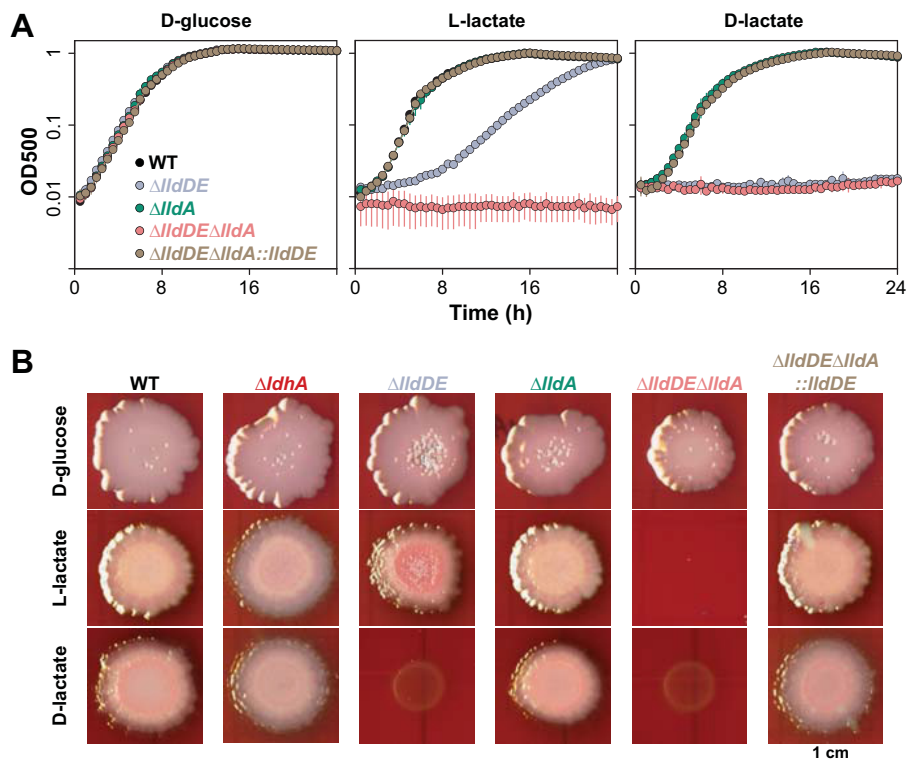 A
D-glucose
L-lactate
D-lactate
OD500
1
0.1
0.01
WT
ΔlldDE
ΔlldA
ΔlldDEΔlldA
ΔlldDEΔlldA::lldDE
0 8 16 0 8 16 0 8 16 24
Time (h)
B
WT
ΔldhA
ΔlldDE
ΔlldA
ΔlldDEΔlldA
ΔlldDEΔlldA
::lldDE
D-glucose
L-lactate
D-lactate
1 cm